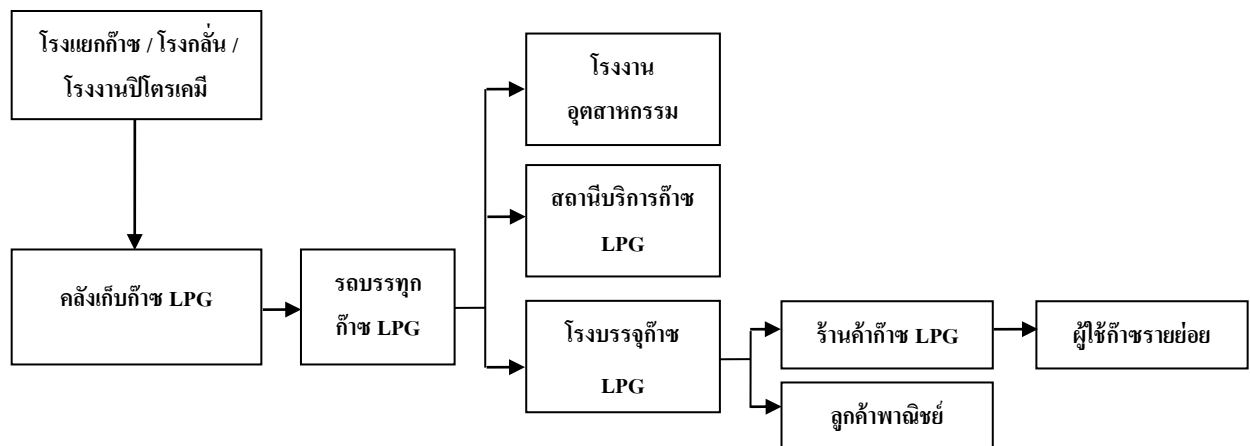 โรงแยกก๊าซ / โรงกลั่น /
โรงงานปิโตรเคมี
โรงงาน
อุตสาหกรรม
สถานีบริการก๊าซ
LPG
คลังเก็บก๊าซ LPG
รถบรรทุก
ก๊าซ LPG
โรงบรรจุก๊าซ
LPG
ร้านค้าก๊าซ LPG
ผู้ใช้ก๊าซรายย่อย
ลูกค้าพาณิชย์